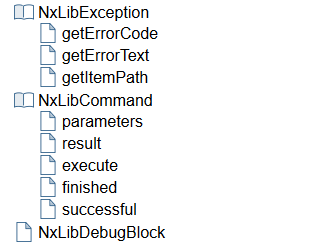 NxLibException
getErrorCode
getErrorText
getItemPath
NxLibCommand
parameters
result
execute
finished
successful
NxLibDebugBlock